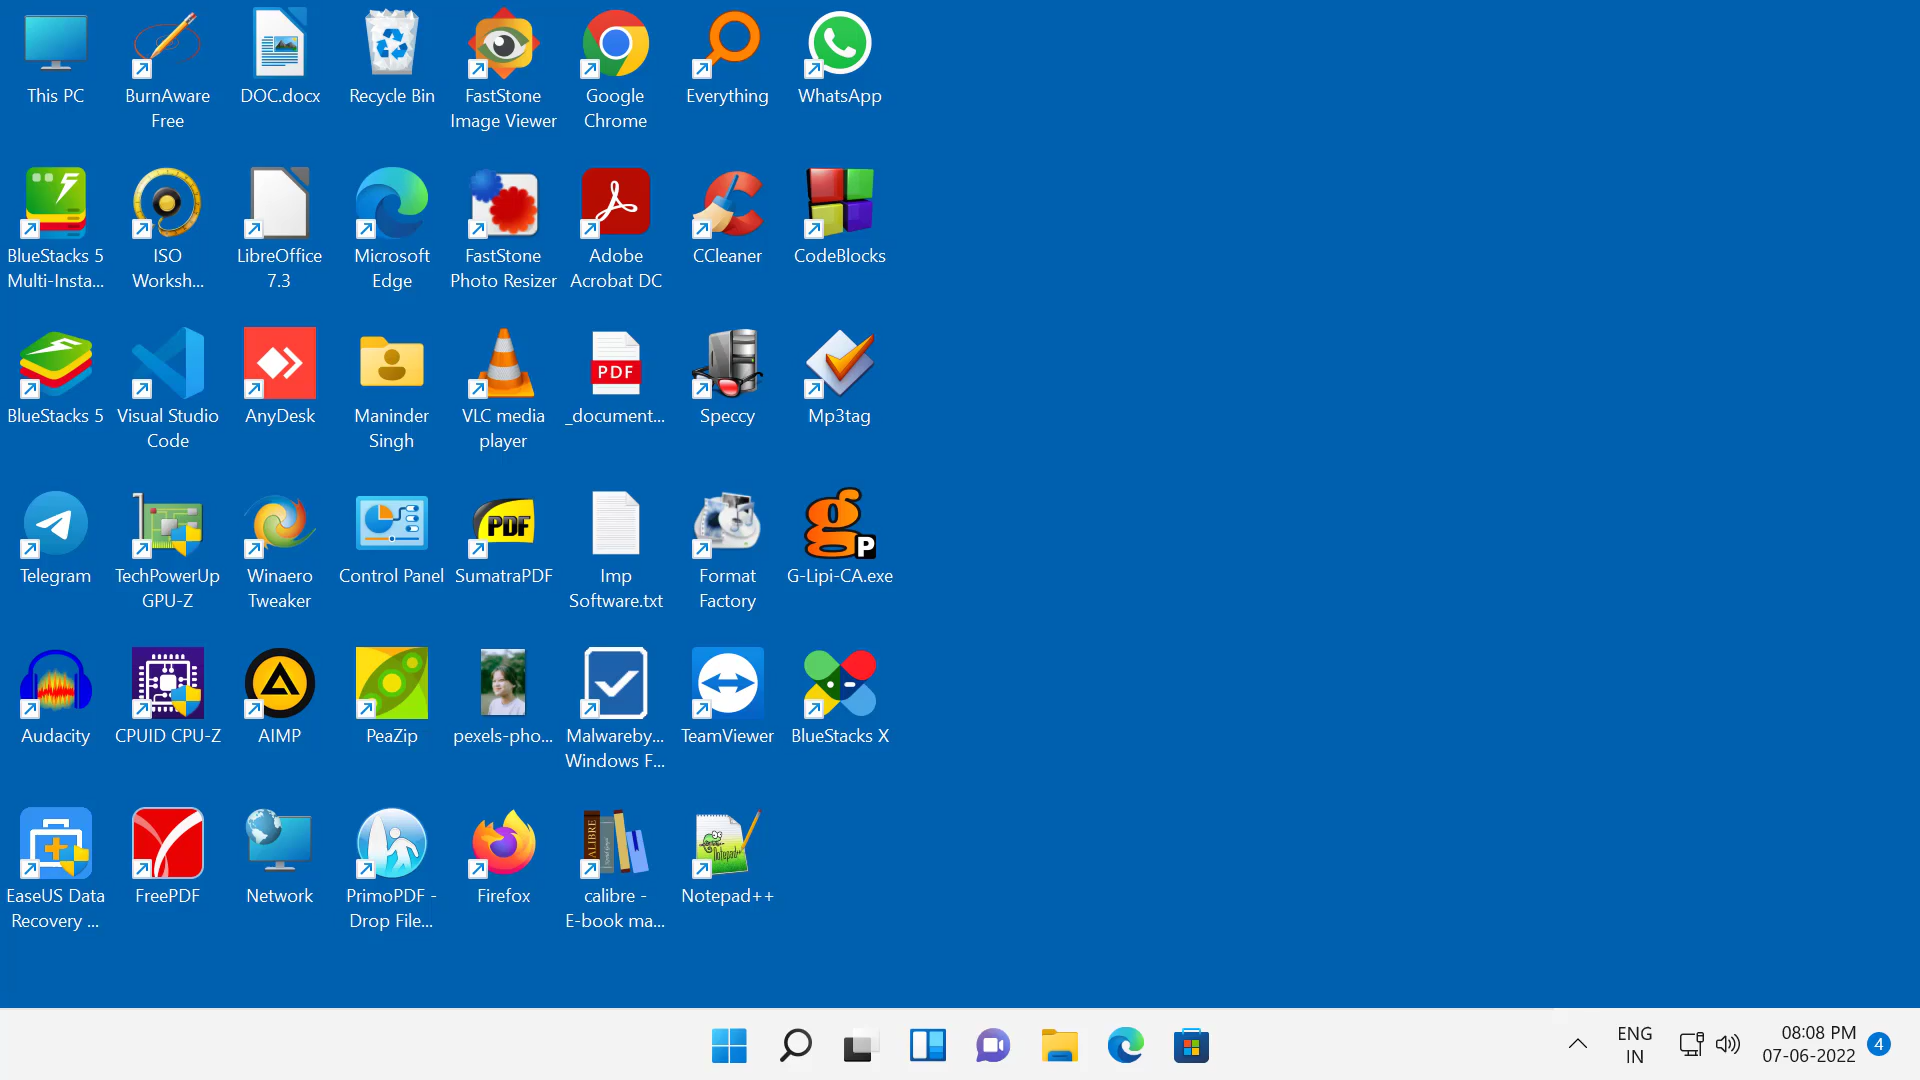 This PC
BurnAware
Free
DOC.docx
Recycle Bin
FastStone
Image Viewer
Google
Chrome
Everything
WhatsApp
BlueStacks 5
Multi-Insta...
ISO
Worksh...
LibreOffice
7.3
Microsoft
Edge
FastStone
Photo Resizer
Adobe
Acrobat DC
CCleaner
CodeBlocks
BlueStacks 5
Visual Studio
Code
AnyDesk
Maninder
Singh
VLC media
player
PDF
_document...
Speccy
Mp3tag
Telegram
TechPowerUp
GPU-Z
Winaero
Tweaker
Control Panel
PDF
SumatraPDF
Imp
Software.txt
Format
Factory
g
P
G-Lipi-CA.exe
Audacity
CPUID CPU-Z
AIMP
PeaZip
pexels-pho...
Malwareby...
Windows F...
TeamViewer
BlueStacks X
EaseUS Data
Recovery ...
FreePDF
Network
PrimoPDF -
Drop File...
Firefox
CALIBRE
calibre -
E-book ma...
Notepad++
Notepad++
ENG
IN
08:08 PM
07-06-2022
4